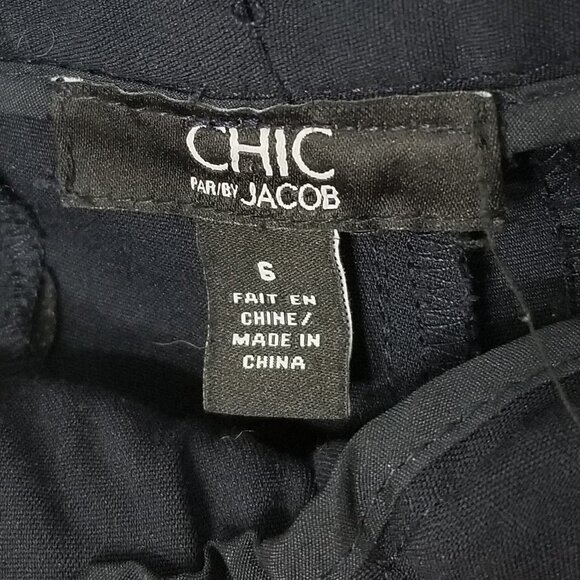 CHIC
PAR/BY JACOB
6
FAIT EN
CHINE/
MADE IN
CHINA